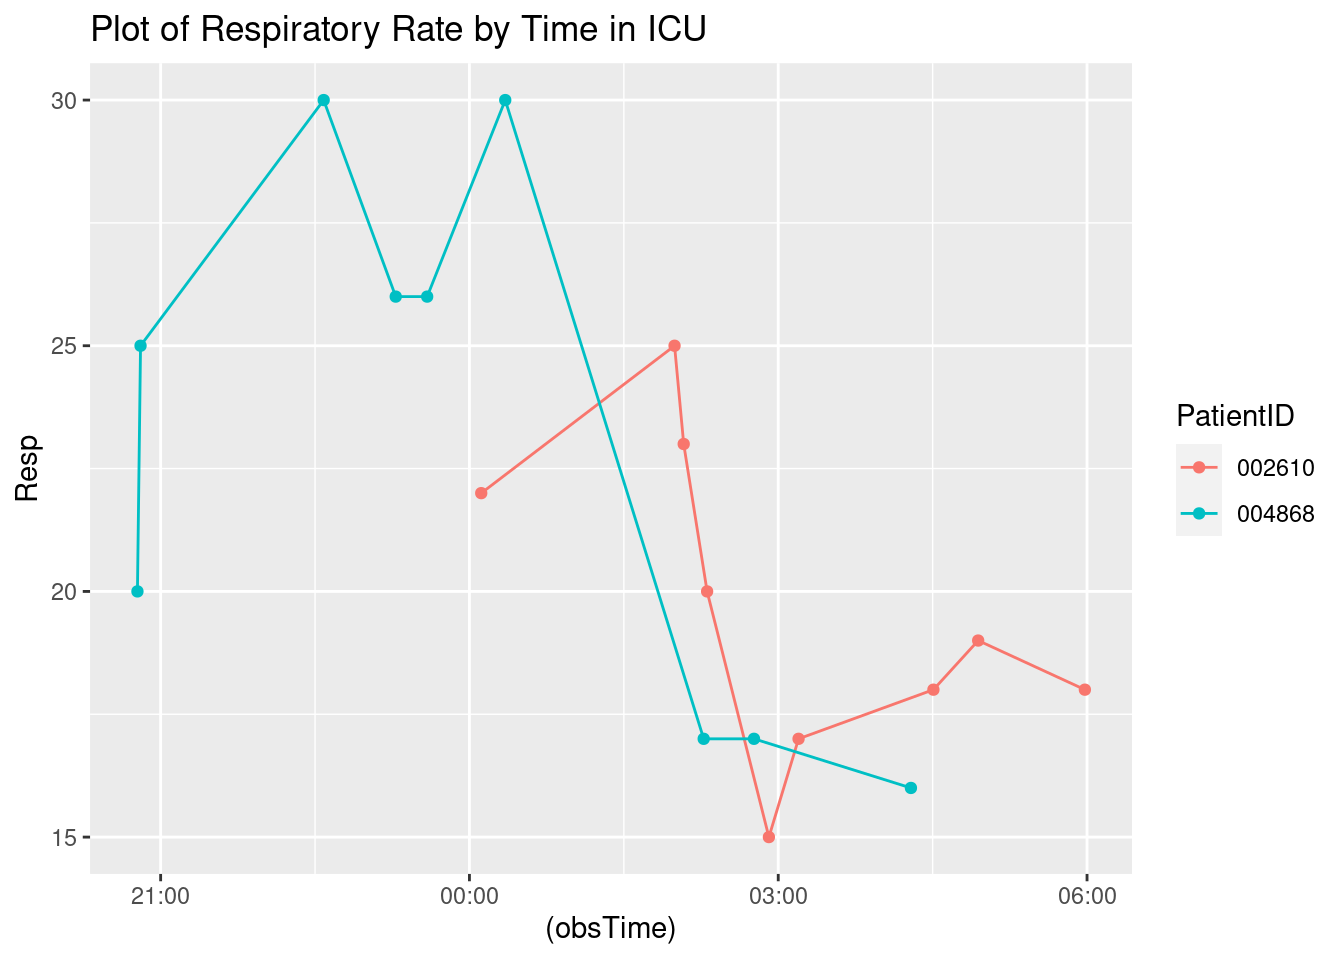 Plot of Respiratory Rate by Time in ICU
30
25
20
15
Resp
21:00 00:00 03:00 06:00
(obsTime)
PatientID
002610
004868